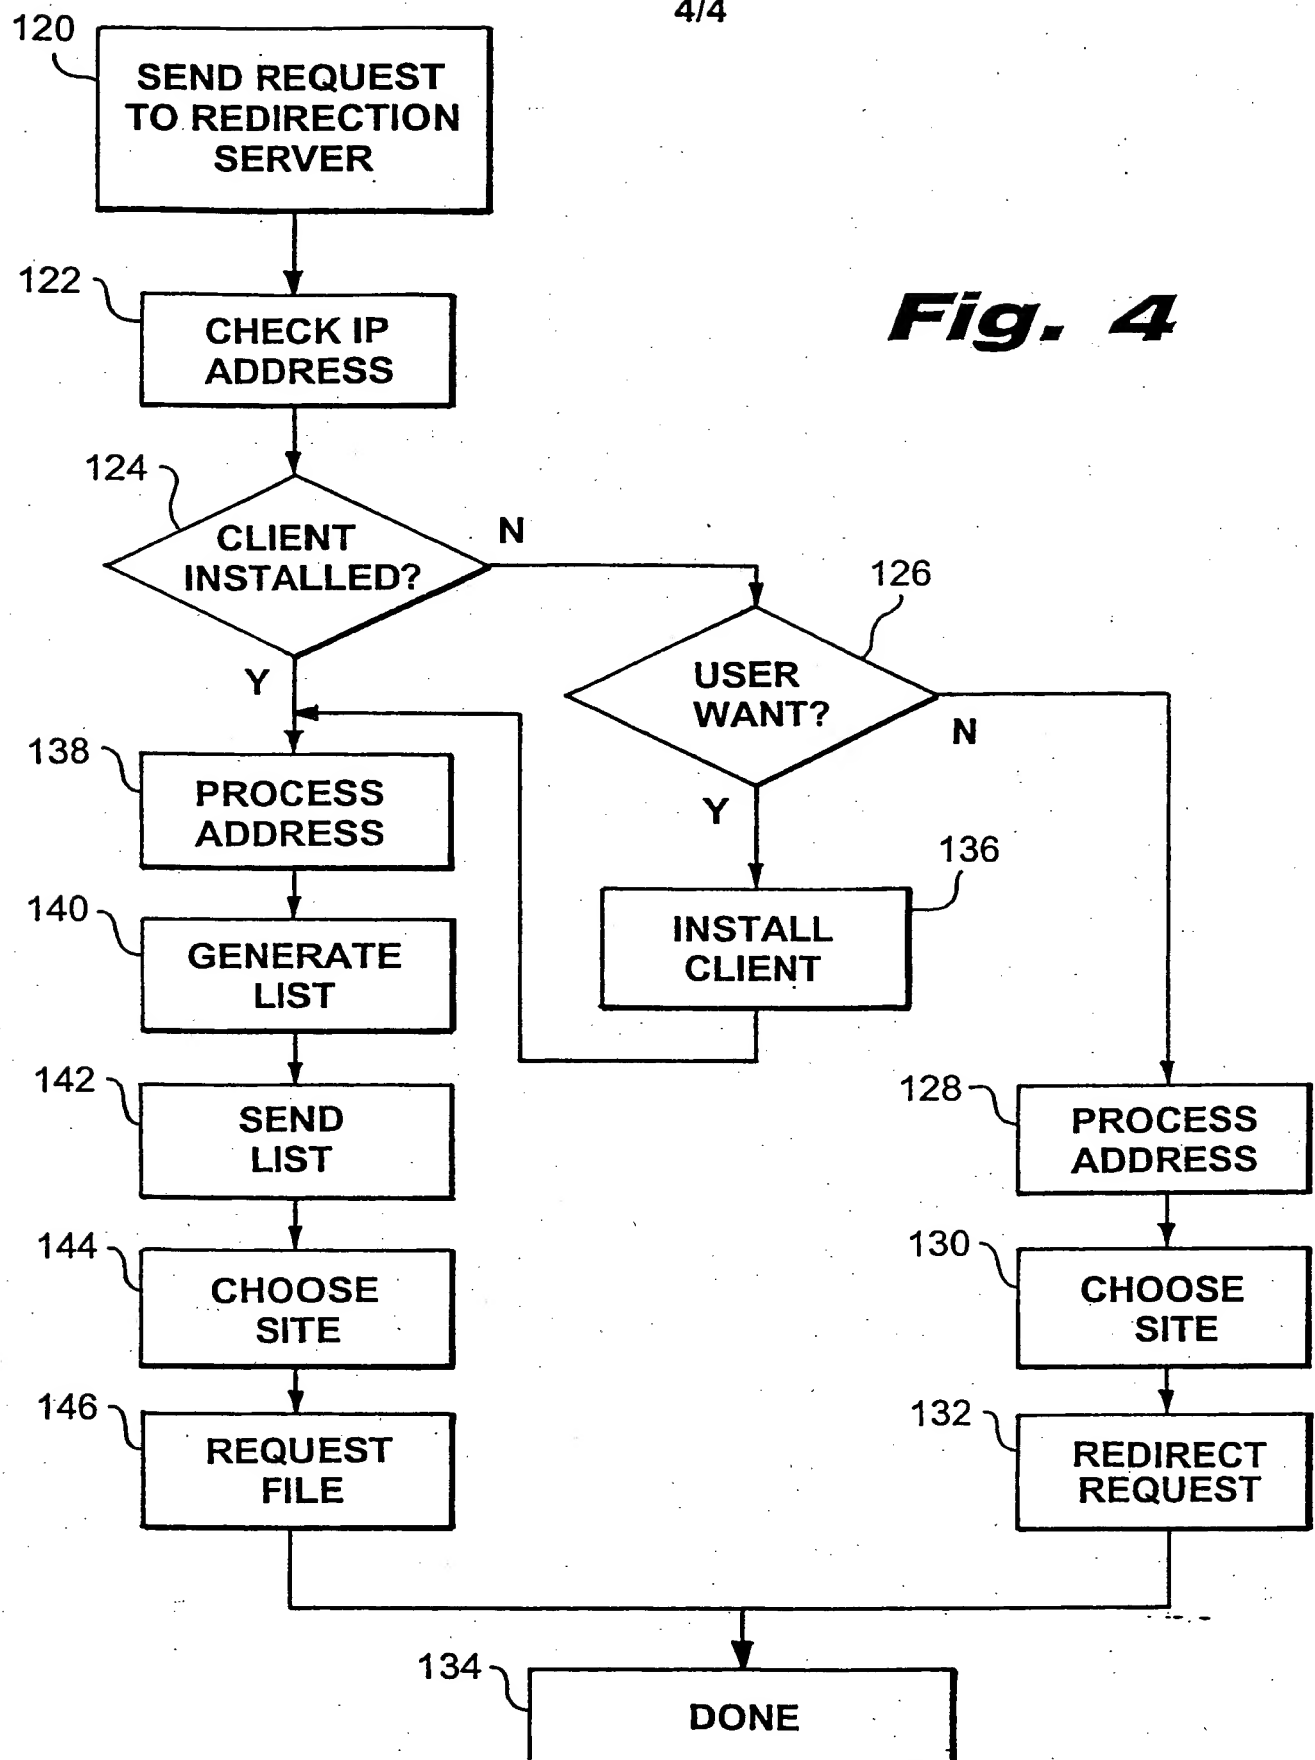 4/4
120
SEND REQUEST
TO REDIRECTION
SERVER
122
CHECK IP
ADDRESS
Fig. 4
124
CLIENT
INSTALLED?
N
Y
126
USER
WANT?
N
Y
138
PROCESS
ADDRESS
136
INSTALL
CLIENT
140
GENERATE
LIST
142
SEND
LIST
128
PROCESS
ADDRESS
144
CHOOSE
SITE
130
CHOOSE
SITE
146
REQUEST
FILE
132
REDIRECT
REQUEST
134
DONE